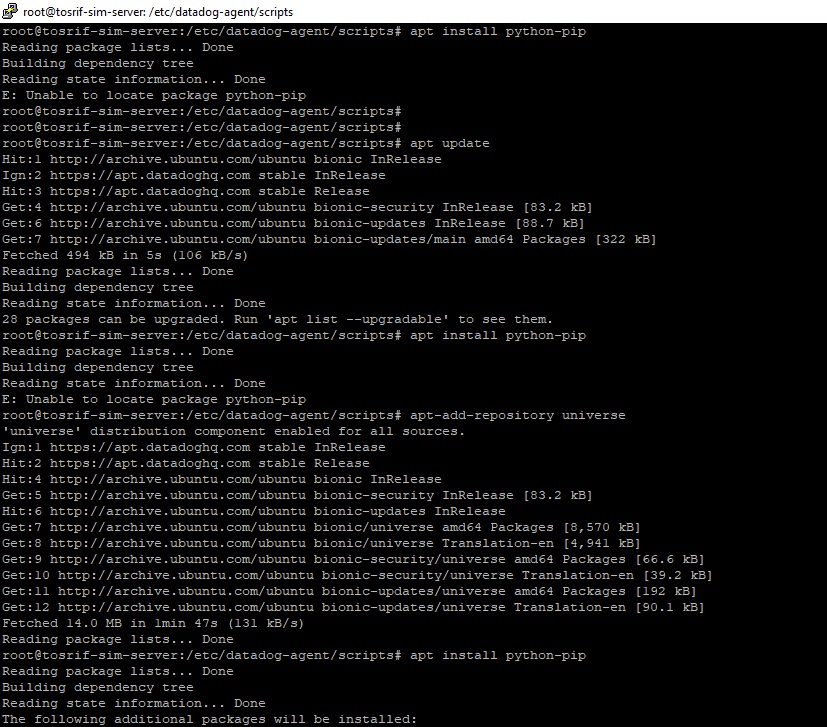 root@tosrif-sim-server: /etc/datadog-agent/scripts
root@tosrif-sim-server:/etc/datadog-agent/scripts# apt install python-pip
Reading package lists... Done
Building dependency tree
Reading state information... Done
E: Unable to locate package python-pip
root@tosrif-sim-server:/etc/datadog-agent/scripts#
root@tosrif-sim-server:/etc/datadog-agent/scripts#
root@tosrif-sim-server:/etc/datadog-agent/scripts# apt update
Hit:1 http://archive.ubuntu.com/ubuntu bionic InRelease
Ign:2 https://apt.datadoghq.com stable InRelease
Hit:3 https://apt.datadoghq.com stable Release
Get:4 http://archive.ubuntu.com/ubuntu bionic-security InRelease [83.2 kB]
Get:6 http://archive.ubuntu.com/ubuntu bionic-updates InRelease [88.7 kB]
Get:7 http://archive.ubuntu.com/ubuntu bionic-updates/main amd64 Packages [322 kB]
Fetched 494 kB in 5s (106 kB/s)
Reading package lists... Done
Building dependency tree
Reading state information... Done
28 packages can be upgraded. Run 'apt list --upgradable' to see them.
root@tosrif-sim-server:/etc/datadog-agent/scripts# apt install python-pip
Reading package lists... Done
Building dependency tree
Reading state information... Done
E: Unable to locate package python-pip
root@tosrif-sim-server:/etc/datadog-agent/scripts# apt-add-repository universe
'universe' distribution component enabled for all sources.
Ign:1 https://apt.datadoghq.com stable InRelease
Hit:2 https://apt.datadoghq.com stable Release
Hit:4 http://archive.ubuntu.com/ubuntu bionic InRelease
Get:5 http://archive.ubuntu.com/ubuntu bionic-security InRelease [83.2 kB]
Hit:6 http://archive.ubuntu.com/ubuntu bionic-updates InRelease
Get:7 http://archive.ubuntu.com/ubuntu bionic/universe amd64 Packages [8,570 kB]
Get:8 http://archive.ubuntu.com/ubuntu bionic/universe Translation-en [4,941 kB]
Get:9 http://archive.ubuntu.com/ubuntu bionic-security/universe amd64 Packages [66.6 kB]
Get:10 http://archive.ubuntu.com/ubuntu bionic-security/universe Translation-en [39.2 kB]
Get:11 http://archive.ubuntu.com/ubuntu bionic-updates/universe amd64 Packages [192 kB]
Get:12 http://archive.ubuntu.com/ubuntu bionic-updates/universe Translation-en [90.1 kB]
Fetched 14.0 MB in 1min 47s (131 kB/s)
Reading package lists... Done
root@tosrif-sim-server:/etc/datadog-agent/scripts# apt install python-pip
Reading package lists... Done
Building dependency tree
Reading state information... Done
The following additional packages will be installed: